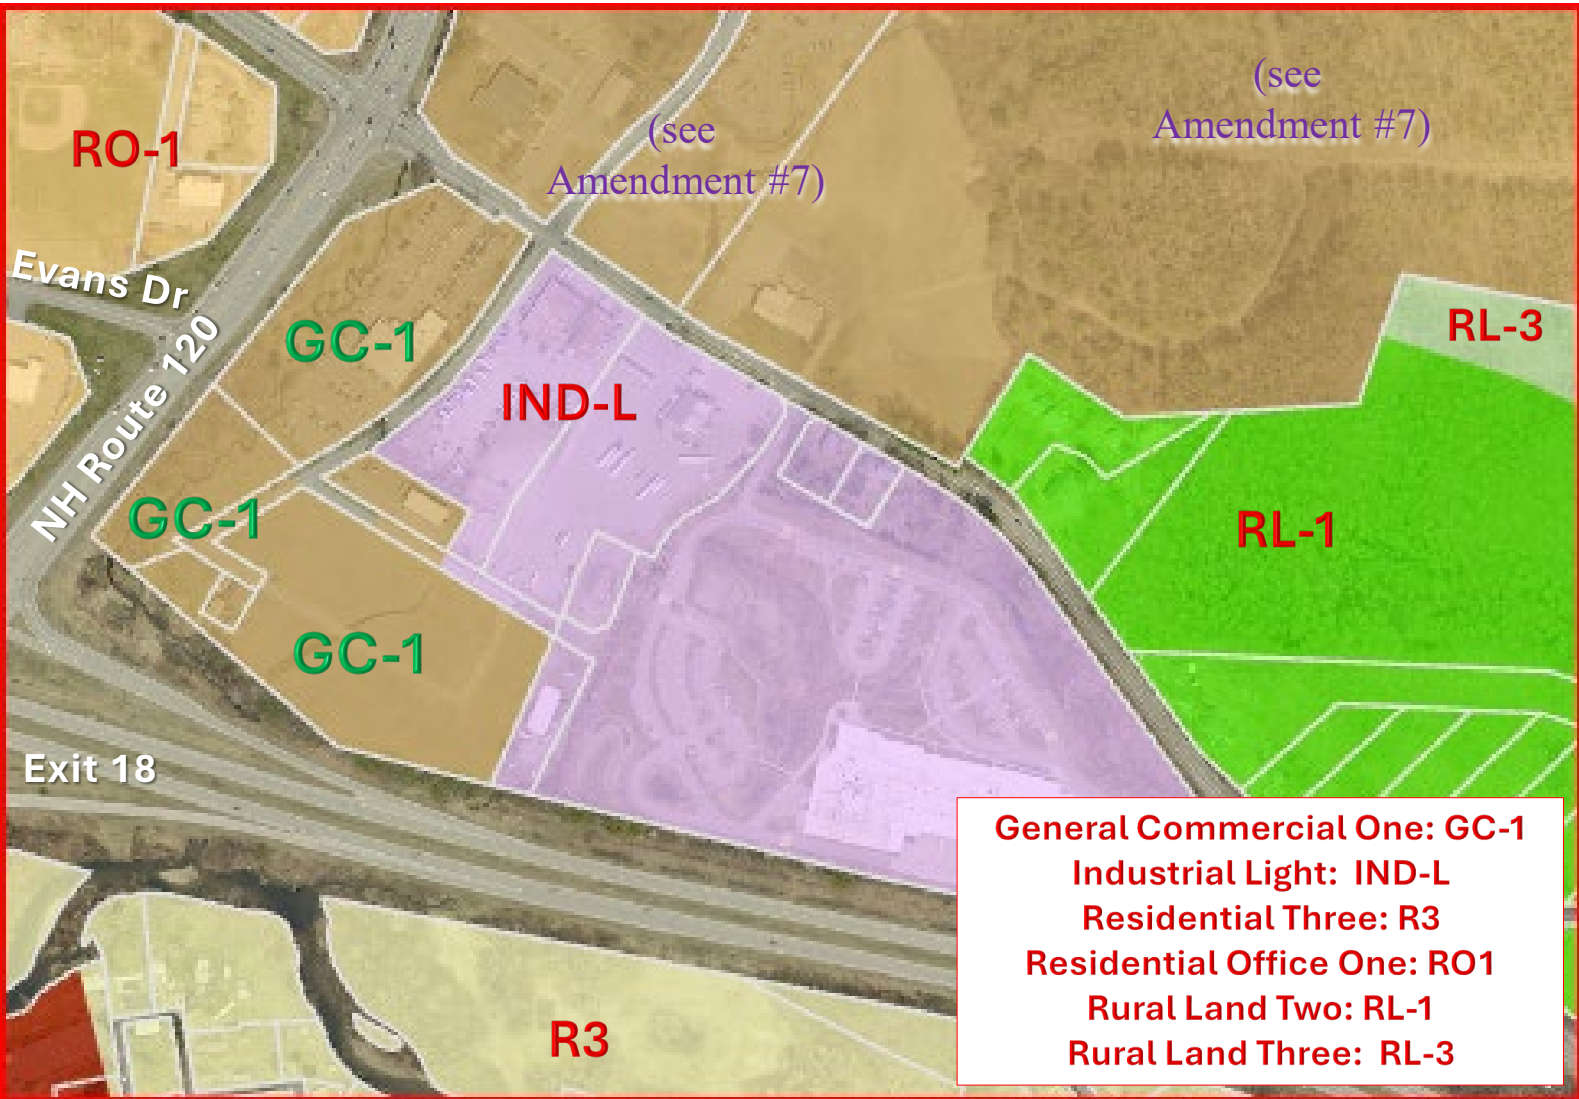 (see
Amendment #7)
(see
Amendment #7)
RO-1
Evans Dr
NH Route 120
GC-1
RL-3
IND-L
GC-1
RL-1
GC-1
Exit 18
R3
General Commercial One: GC-1
Industrial Light: IND-L
Residential Three: R3
Residential Office One: RO1
Rural Land Two: RL-1
Rural Land Three: RL-3